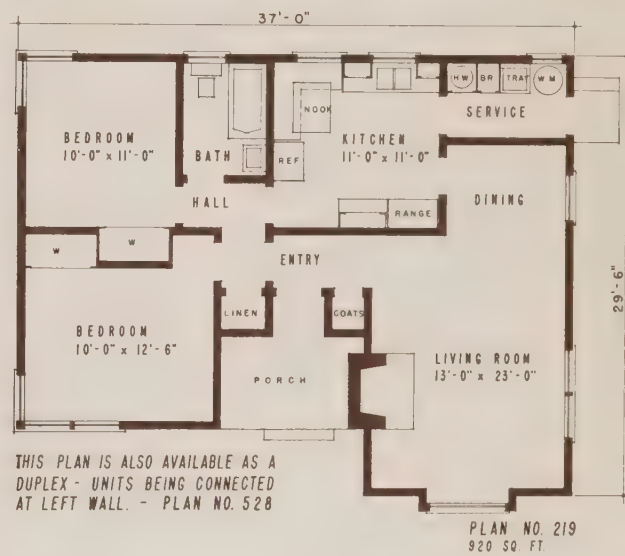 37'-0"
HW BR TRAY WM
SERVICE
NOOK
BEDROOM
10'-0" x 11'-0"
BATH
KITCHEN
11'-0" x 11'-0"
REF
HALL
DINING
RANGE
W W
ENTRY
29'-6"
LINEN
COATS
BEDROOM
10'-0" x 12'-6"
PORCH
LIVING ROOM
13'-0" x 23'-0"
THIS PLAN IS ALSO AVAILABLE AS A
DUPLEX - UNITS BEING CONNECTED
AT LEFT WALL. - PLAN NO. 528
PLAN NO. 219
920 SQ. FT.